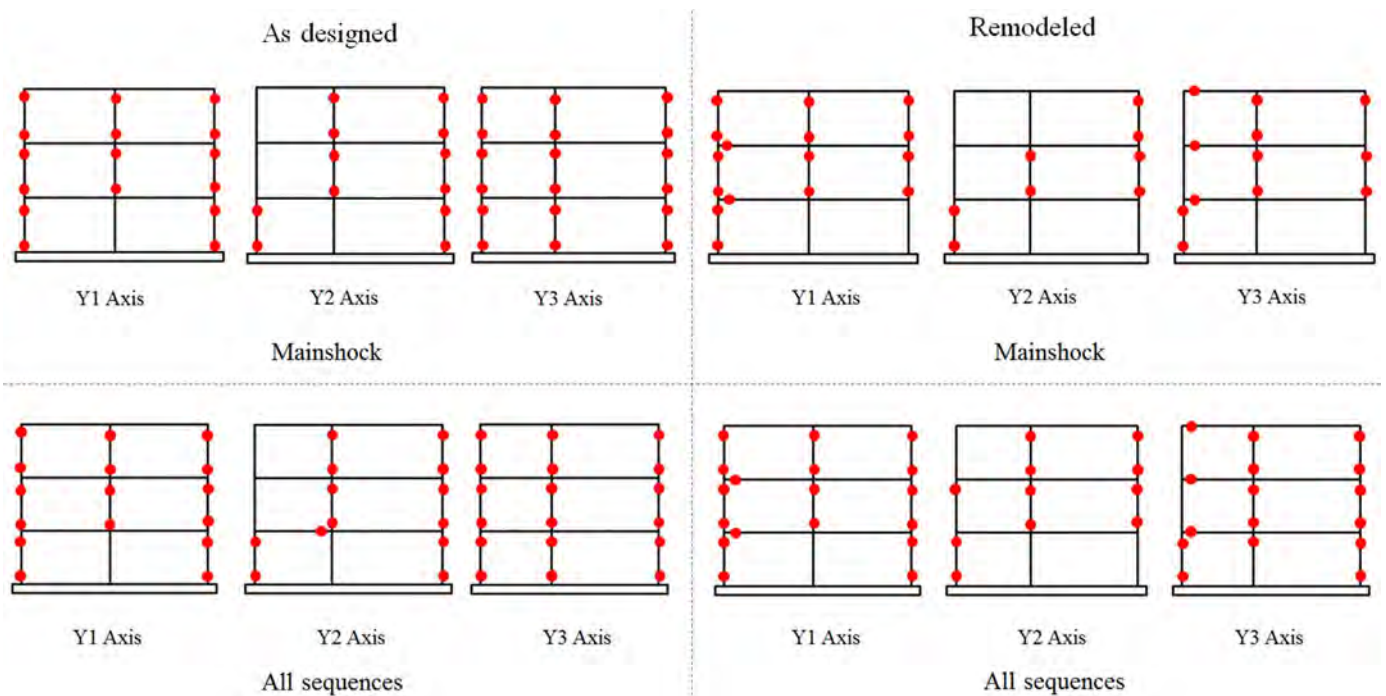 As designed
Remodeled
Y1 Axis
Y2 Axis
Y3 Axis
Y1 Axis
Y2 Axis
Y3 Axis
Mainshock
Mainshock
Y1 Axis
Y2 Axis
Y3 Axis
Y1 Axis
Y2 Axis
Y3 Axis
All sequences
All sequences